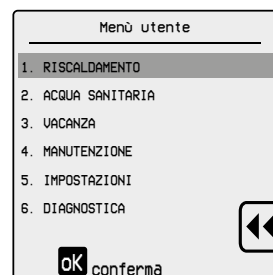 Menù utente
1. RISCALDAMENTO
2. ACQUA SANITARIA
3. VACANZA
4. MANUTENZIONE
5. IMPOSTAZIONI
6. DIAGNOSTICA
oK conferma